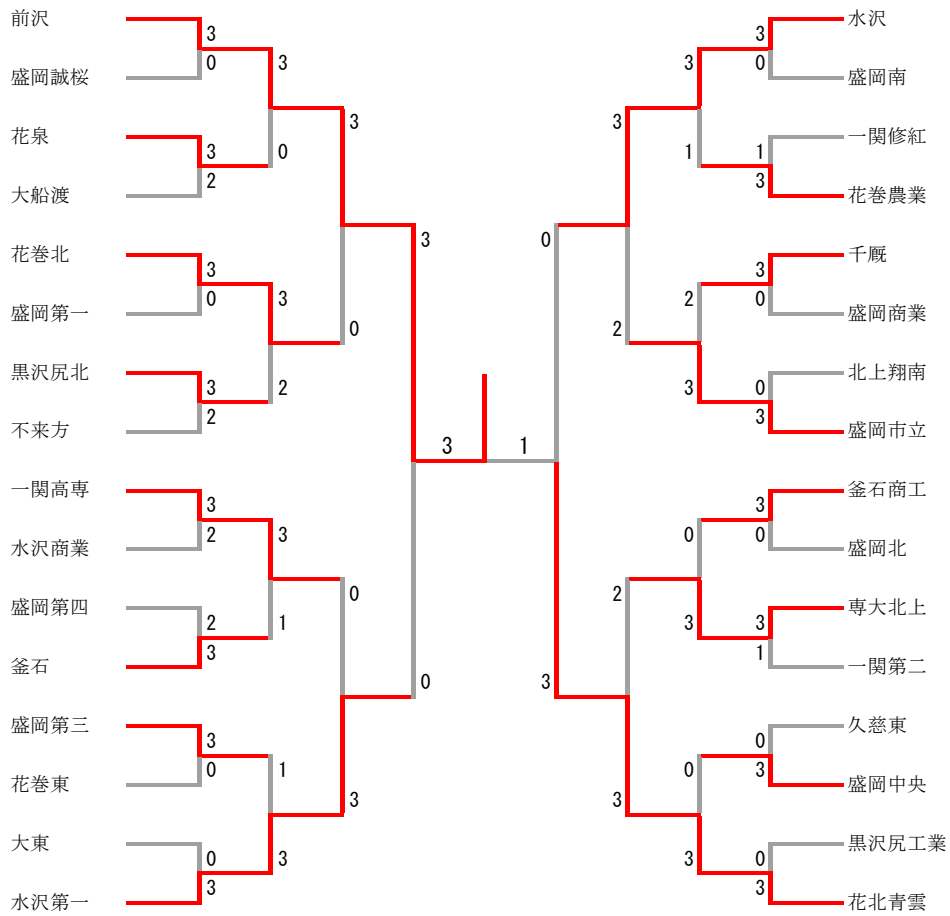 前沢
3
3
0
盛岡誠桜
3
花泉
3
0
2
大船渡
3
花巻北
3
3
0
盛岡第一
0
黒沢尻北
3
2
2
不来方
3
一関高専
3
3
2
水沢商業
0
盛岡第四
2
1
3
釜石
0
盛岡第三
3
1
0
花巻東
3
大東
0
3
3
水沢第一
1
水沢
3
3
0
盛岡南
3
一関修紅
1
1
3
花巻農業
0
千厩
3
2
0
盛岡商業
2
北上翔南
0
3
3
盛岡市立
釜石商工
3
0
0
盛岡北
2
専大北上
3
3
1
一関第二
3
久慈東
0
0
3
盛岡中央
3
黒沢尻工業
0
3
3
花北青雲